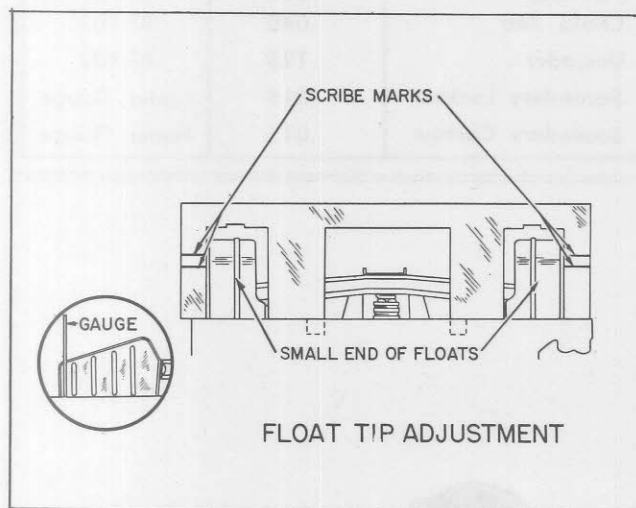 SCRIBE MARKS
GAUGE
SMALL END OF FLOATS
FLOAT TIP ADJUSTMENT